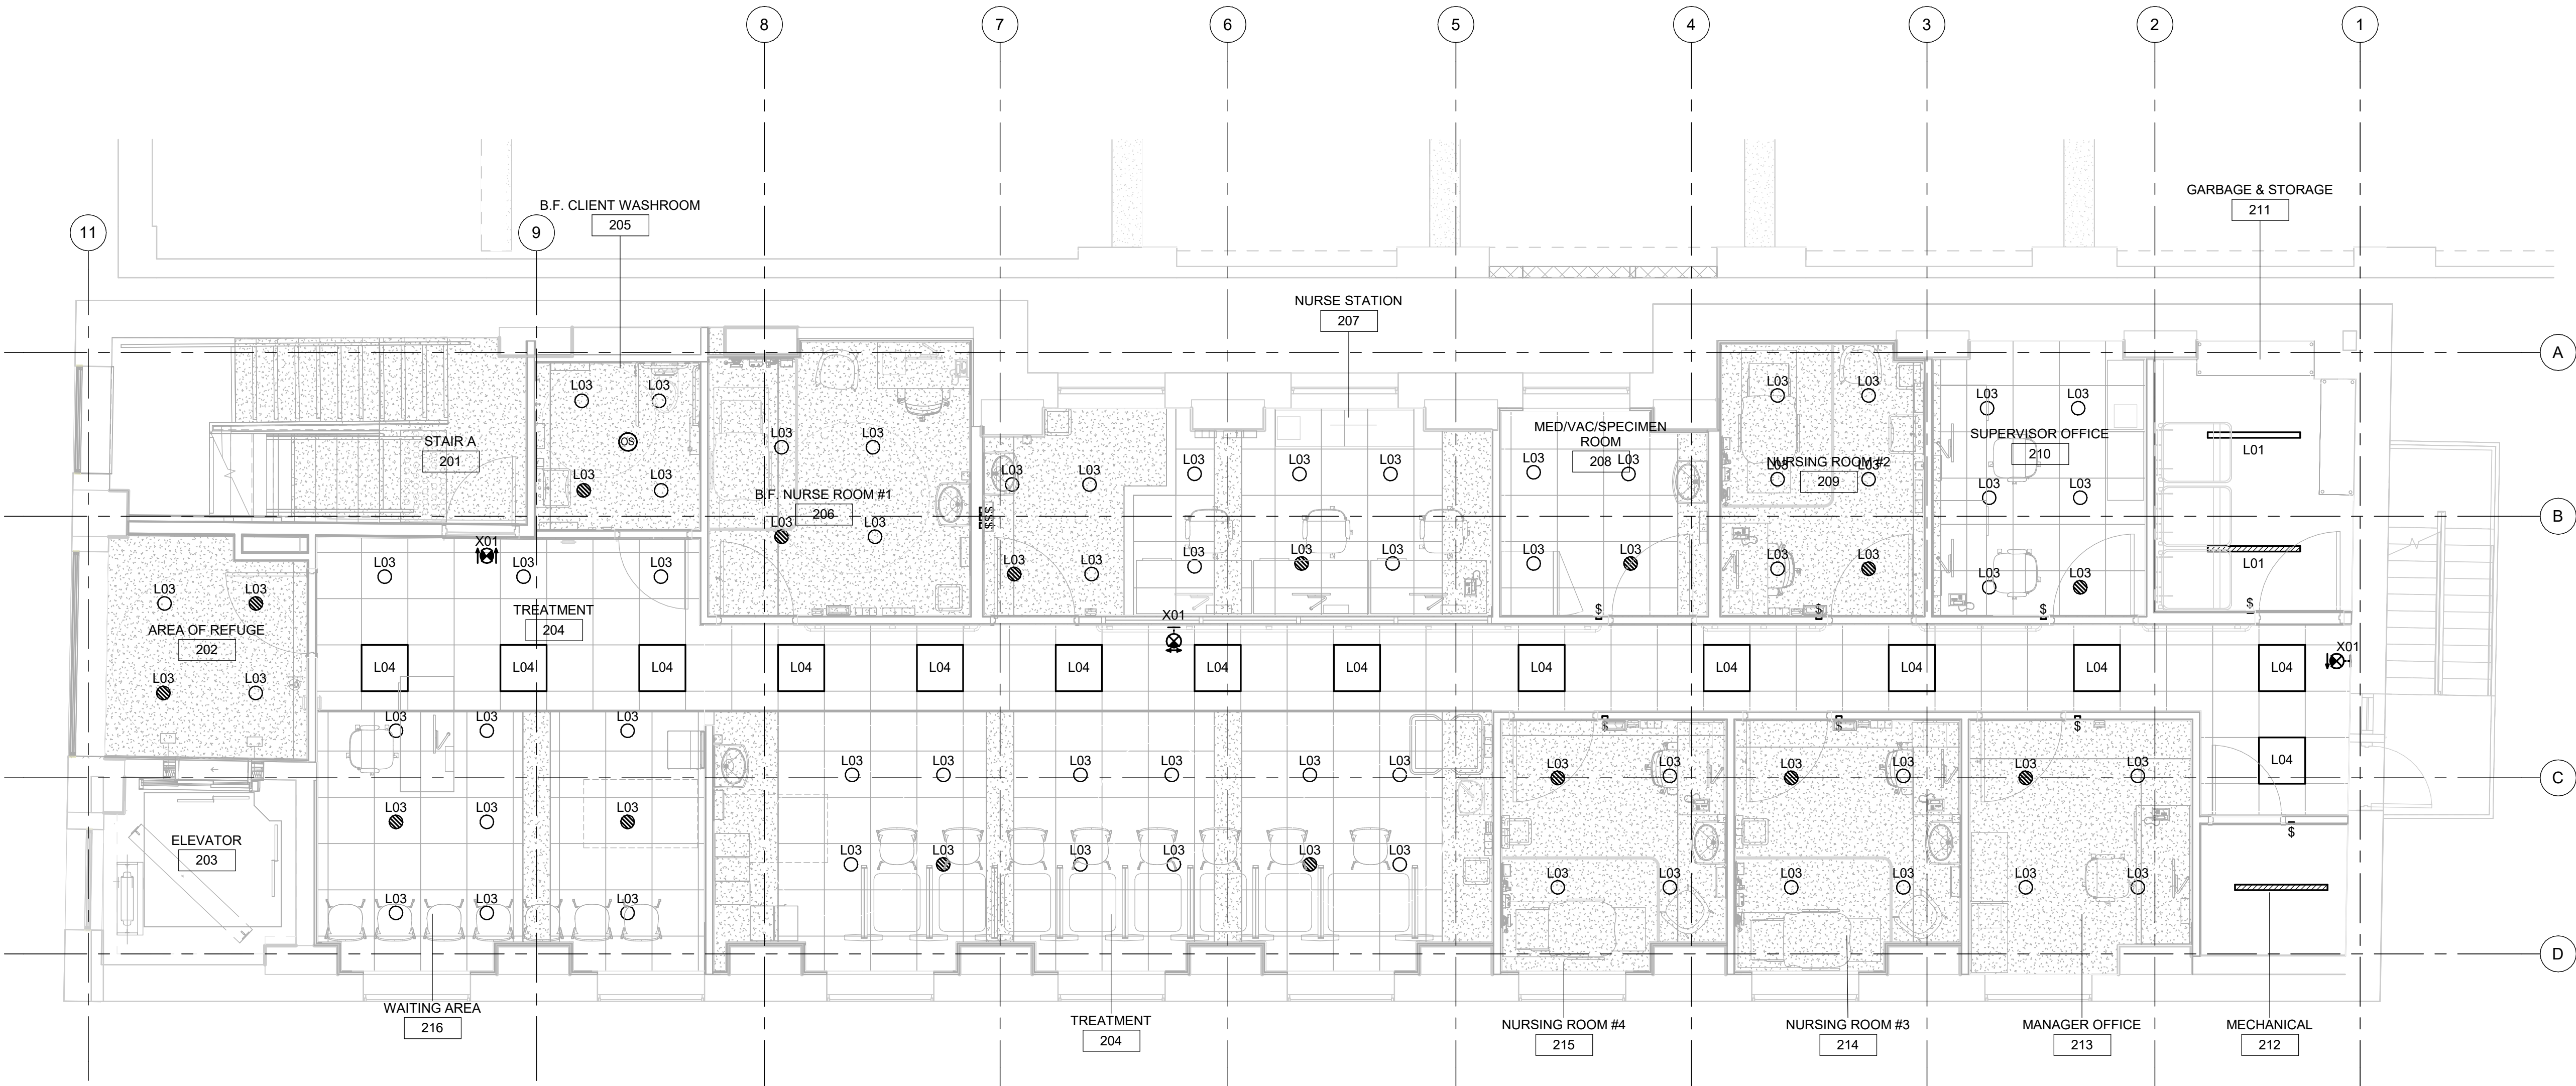 8
7
6
5
4
3
2
1
GARBAGE & STORAGE
211
B.F. CLIENT WASHROOM
205
11
9
NURSE STATION
207
A
L03 L03
L03 L03
L03 L03
OS
STAIR A
201
L03 L03
MED/VAC/SPECIMEN
ROOM
208
L03 L03
SUPERVISOR OFFICE
210
L01
L03 L03
L03 L03
L03
L03 L03
L03 L03
NURSING ROOM #2
209
L03 L03
B.F. NURSE ROOM #1
206
L03 L03
L03 L03
$$$
B
X01
L03 L03 L03
L03 L03
L03
L03 L03
L03 L03
L03 L03
L03 L03
L01
L03 L03
TREATMENT
204
X01
$
$
$
$
AREA OF REFUGE
202
L03 L03
L04 L04 L04 L04 L04 L04 L04 L04 L04 L04 L04 L04 L04
X01
L03 L03 L03
$
$
$
L03 L03 L03 L03 L03 L03
L03 L03
L03 L03
L03 L03
L04
C
L03 L03 L03
$
ELEVATOR
203
L03 L03 L03 L03 L03 L03
L03 L03
L03 L03
L03 L03
L03 L03 L03
D
WAITING AREA
216
TREATMENT
204
NURSING ROOM #4
215
NURSING ROOM #3
214
MANAGER OFFICE
213
MECHANICAL
212